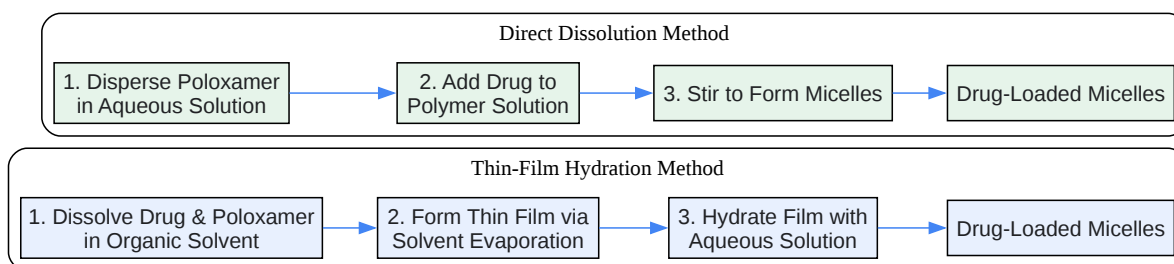 Direct Dissolution Method
1. Disperse Poloxamer
in Aqueous Solution
2. Add Drug to
Polymer Solution
3. Stir to Form Micelles
Drug-Loaded Micelles
Thin-Film Hydration Method
1. Dissolve Drug & Poloxamer
in Organic Solvent
2. Form Thin Film via
Solvent Evaporation
3. Hydrate Film with
Aqueous Solution
Drug-Loaded Micelles